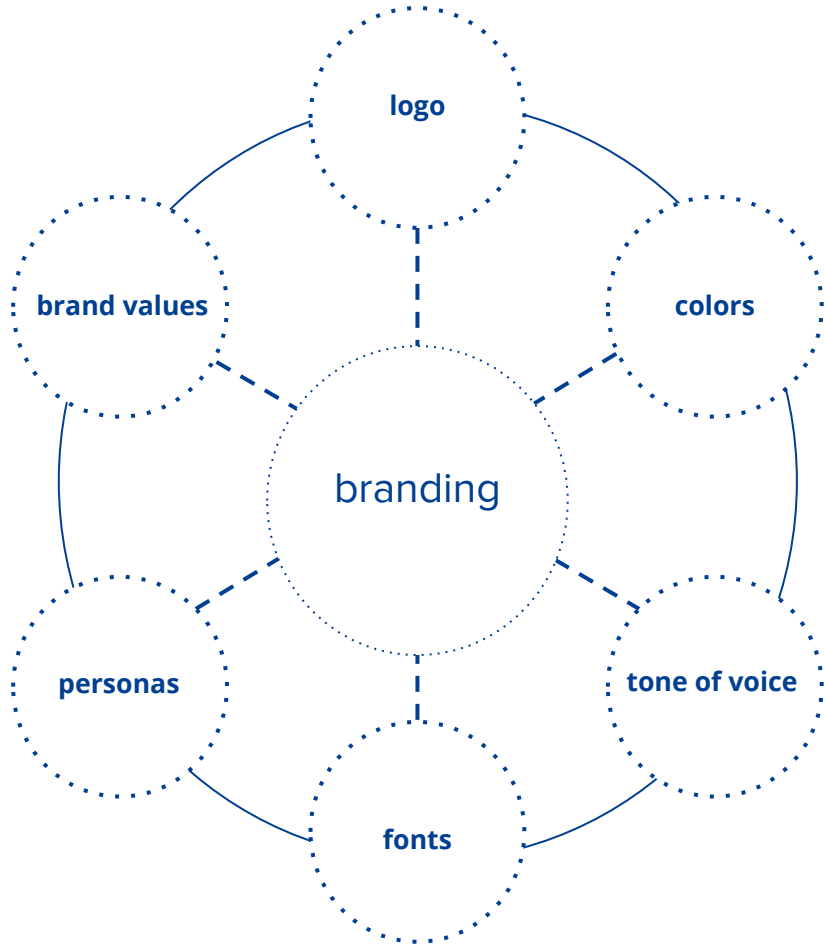 logo
brand values
colors
branding
personas
tone of voice
fonts